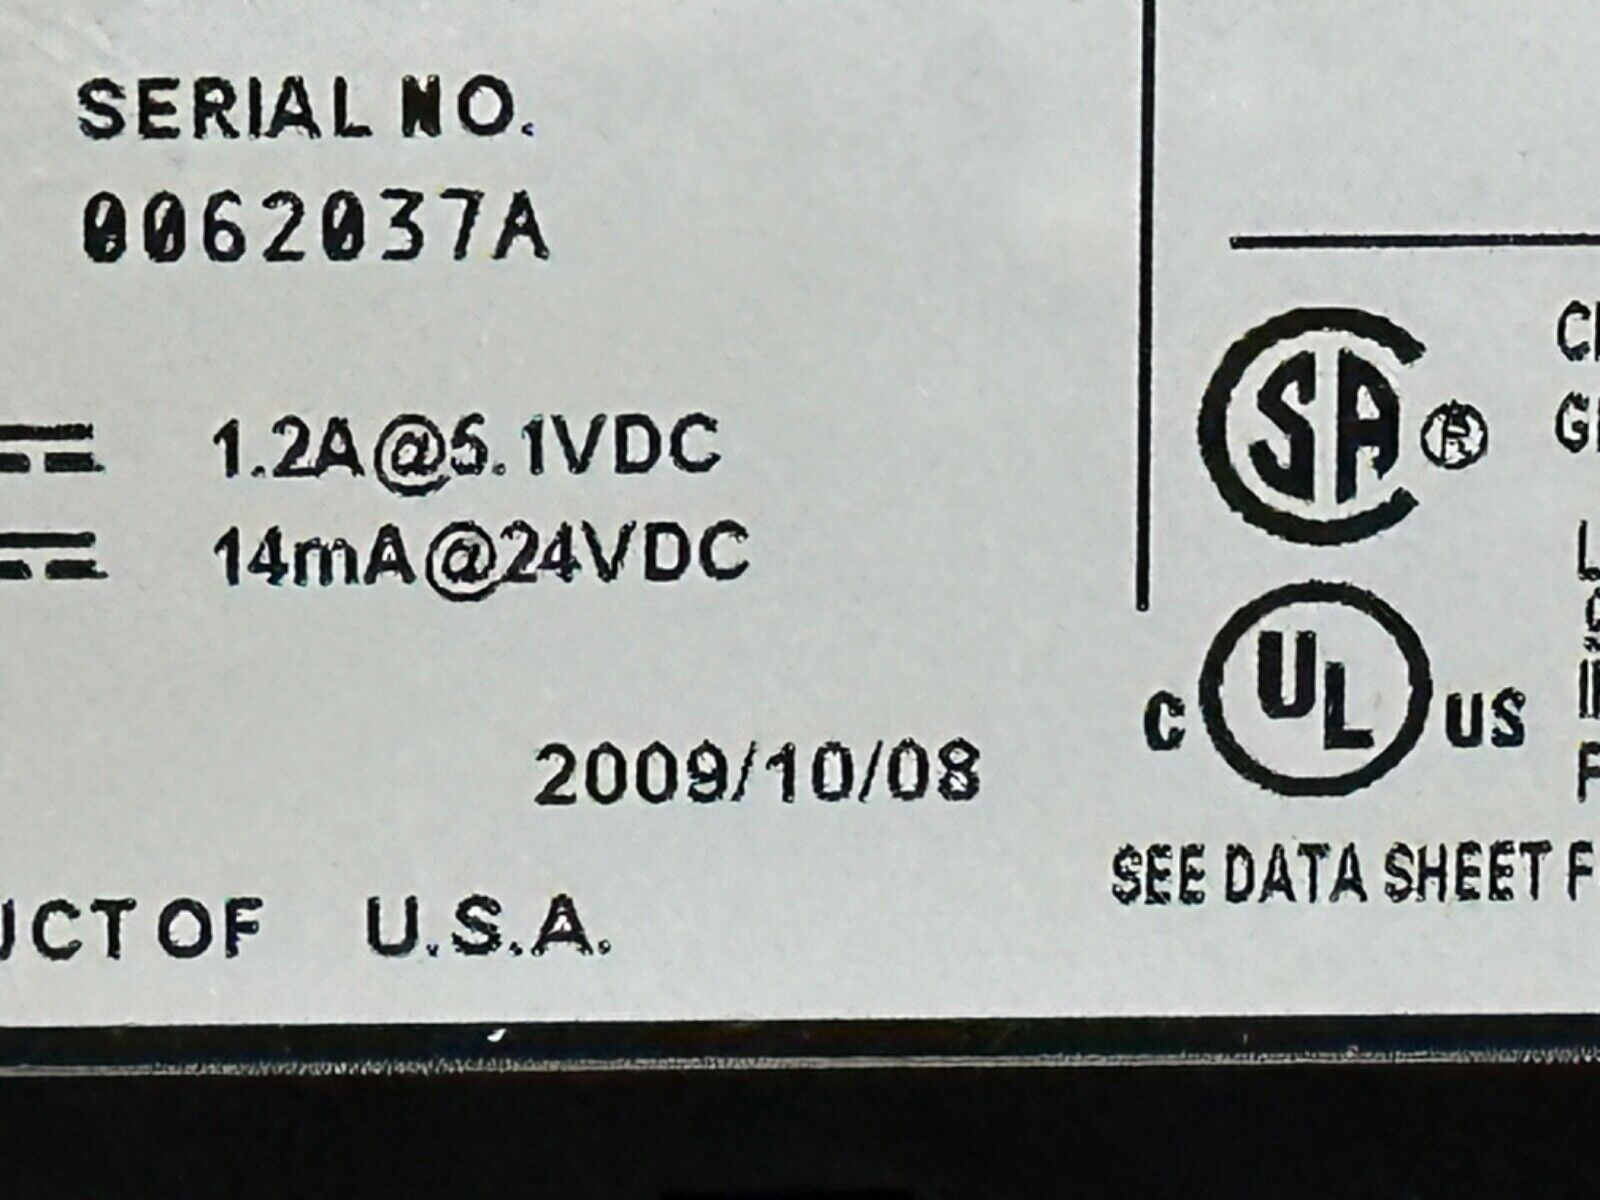 SERIAL NO.
0062037A
1.2A@5.1VDC
14mA@24VDC
2009/10/08
UCT OF U.S.A.
CSA®
C UL US
SEE DATA SHEET F